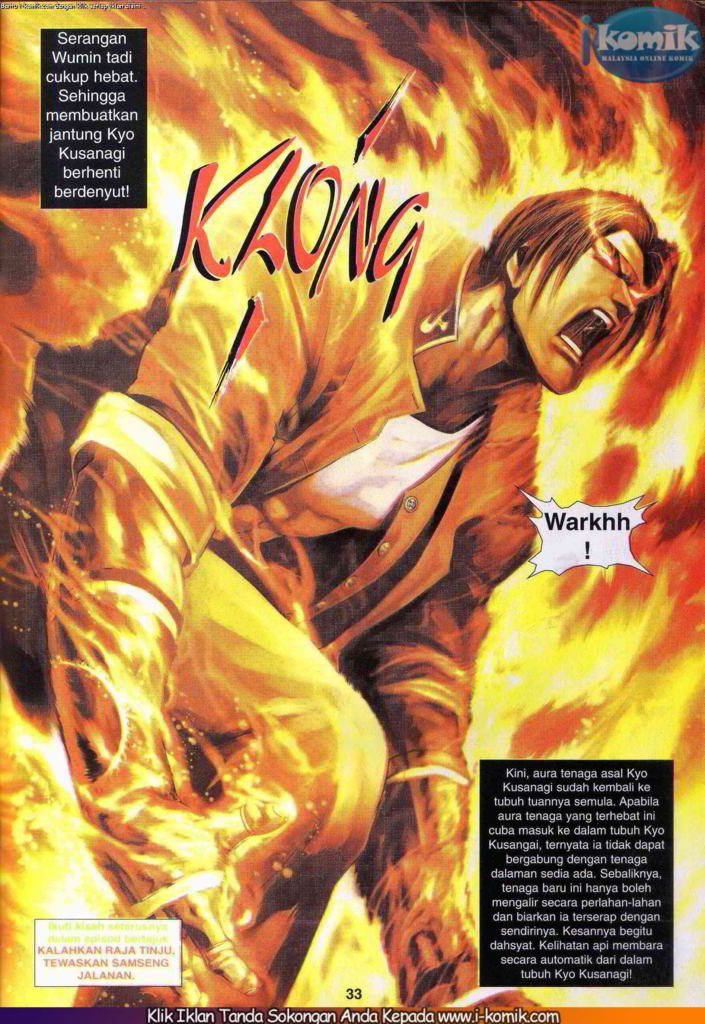 Serangan
Wumin tadi
cukup hebat.
Sehingga
membuatkan
jantung Kyo
Kusanagi
berhenti
berdenyut!
ikomik
MALAYSIA ONLINE KOMIK
KLONG
Warkhh
!
Kini, aura tenaga asal Kyo
Kusanagi sudah kembali ke
tubuh tuannya semula. Apabila
aura tenaga yang terhebat ini
cuba masuk ke dalam tubuh Kyo
Kusangai, ternyata ia tidak dapat
bergabung dengan tenaga
dalaman sedia ada. Sebaliknya,
tenaga baru ini hanya boleh
mengalir secara perlahan-lahan
dan biarkan ia terserap dengan
sendirinya. Kesannya begitu
dahsyat. Kelihatan api membara
secara automatik dari dalam
tubuh Kyo Kusanagi!
Ikuti kisah seterusnya
dalam episod bertajuk
KALAHKAN RAJA TINJU,
TEWASKAN SAMSENG
JALANAN.
33
Klik Iklan Tanda Sokongan Anda Kepada www.i-komik.com